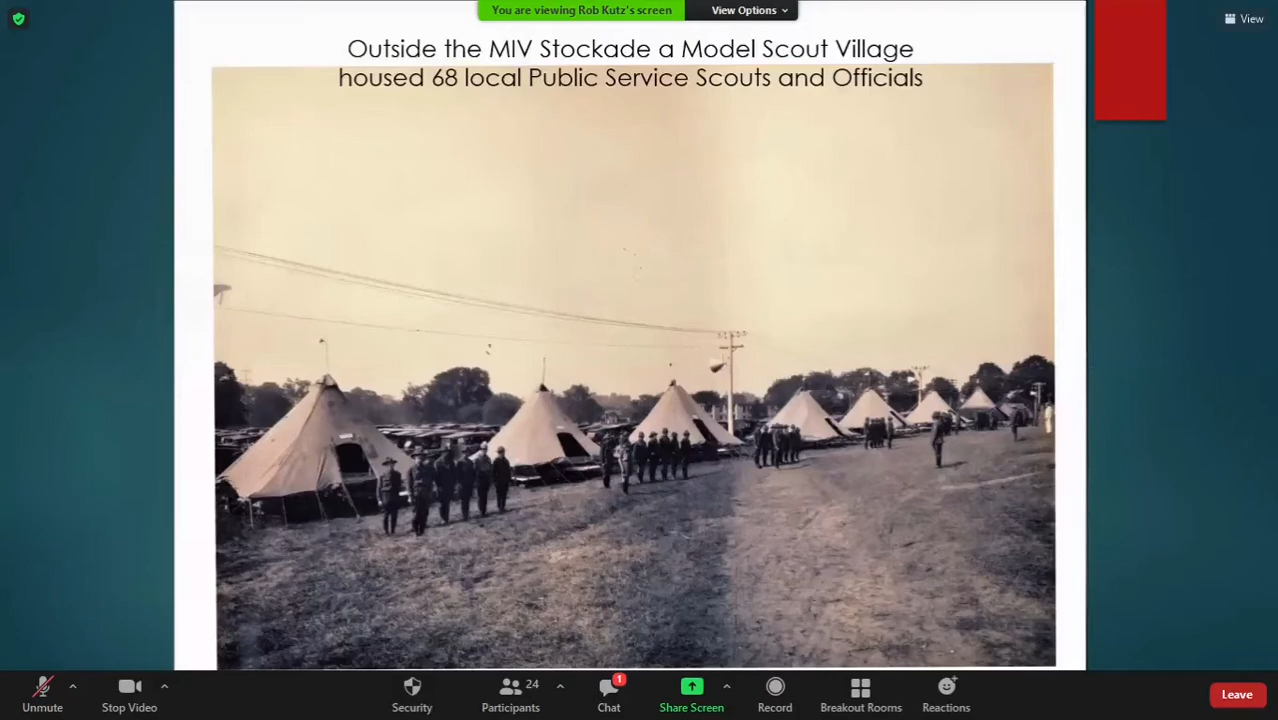 You are viewing Rob Kutz's screen
View Options
View
Outside the MIV Stockade a Model Scout Village
housed 68 local Public Service Scouts and Officials
Unmute
Stop Video
Security
24
Participants
1
Chat
Share Screen
Record
Breakout Rooms
Reactions
Leave